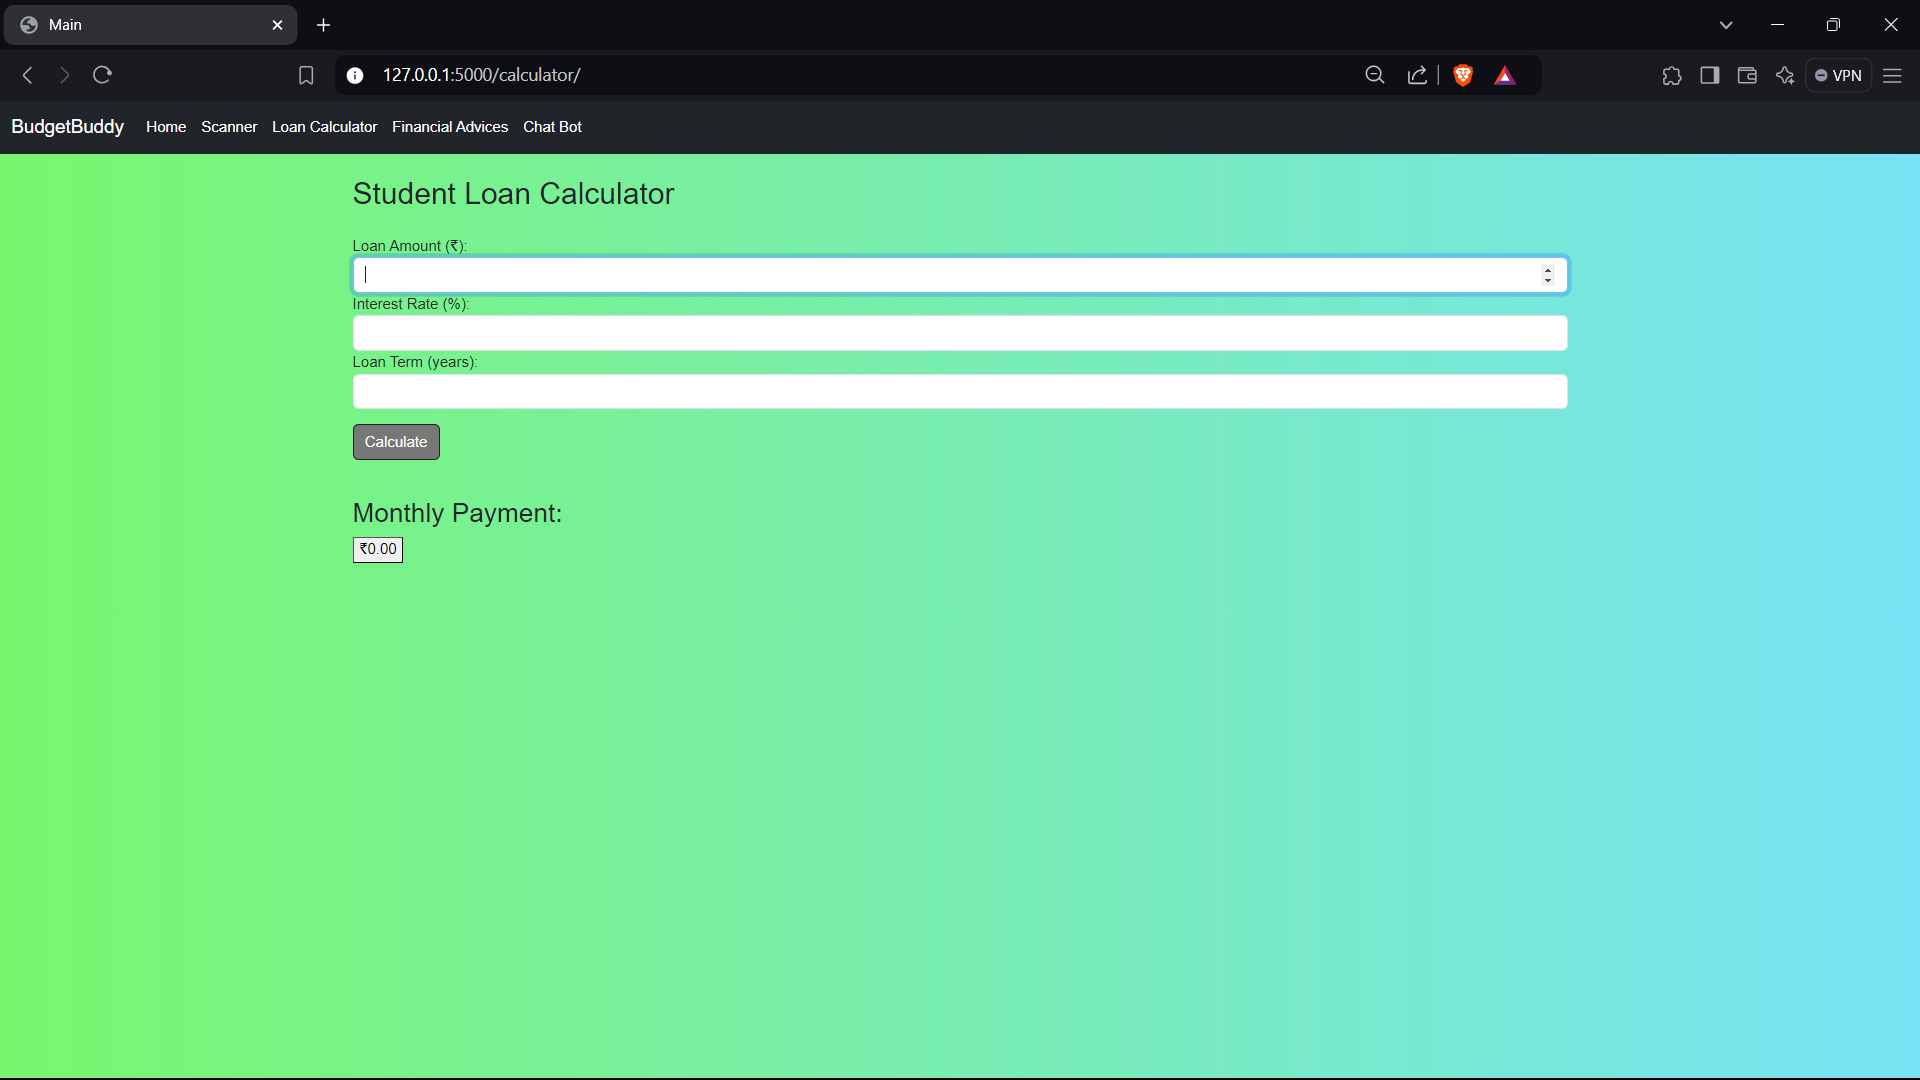 Main
127.0.0.1:5000/calculator/
VPN
BudgetBuddy Home Scanner Loan Calculator Financial Advices Chat Bot
Student Loan Calculator
Loan Amount (₹):
Interest Rate (%):
Loan Term (years):
Calculate
Monthly Payment:
₹0.00